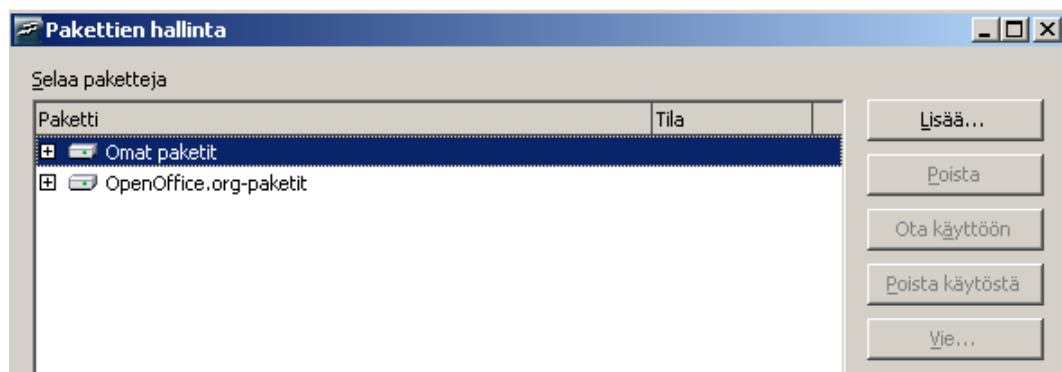 Pakettien hallinta
Selaa paketteja
Paketti Tila
Lisää...
Omat paketit
OpenOffice.org-paketit
Poista
Ota käyttöön
Poista käytöstä
Vie...